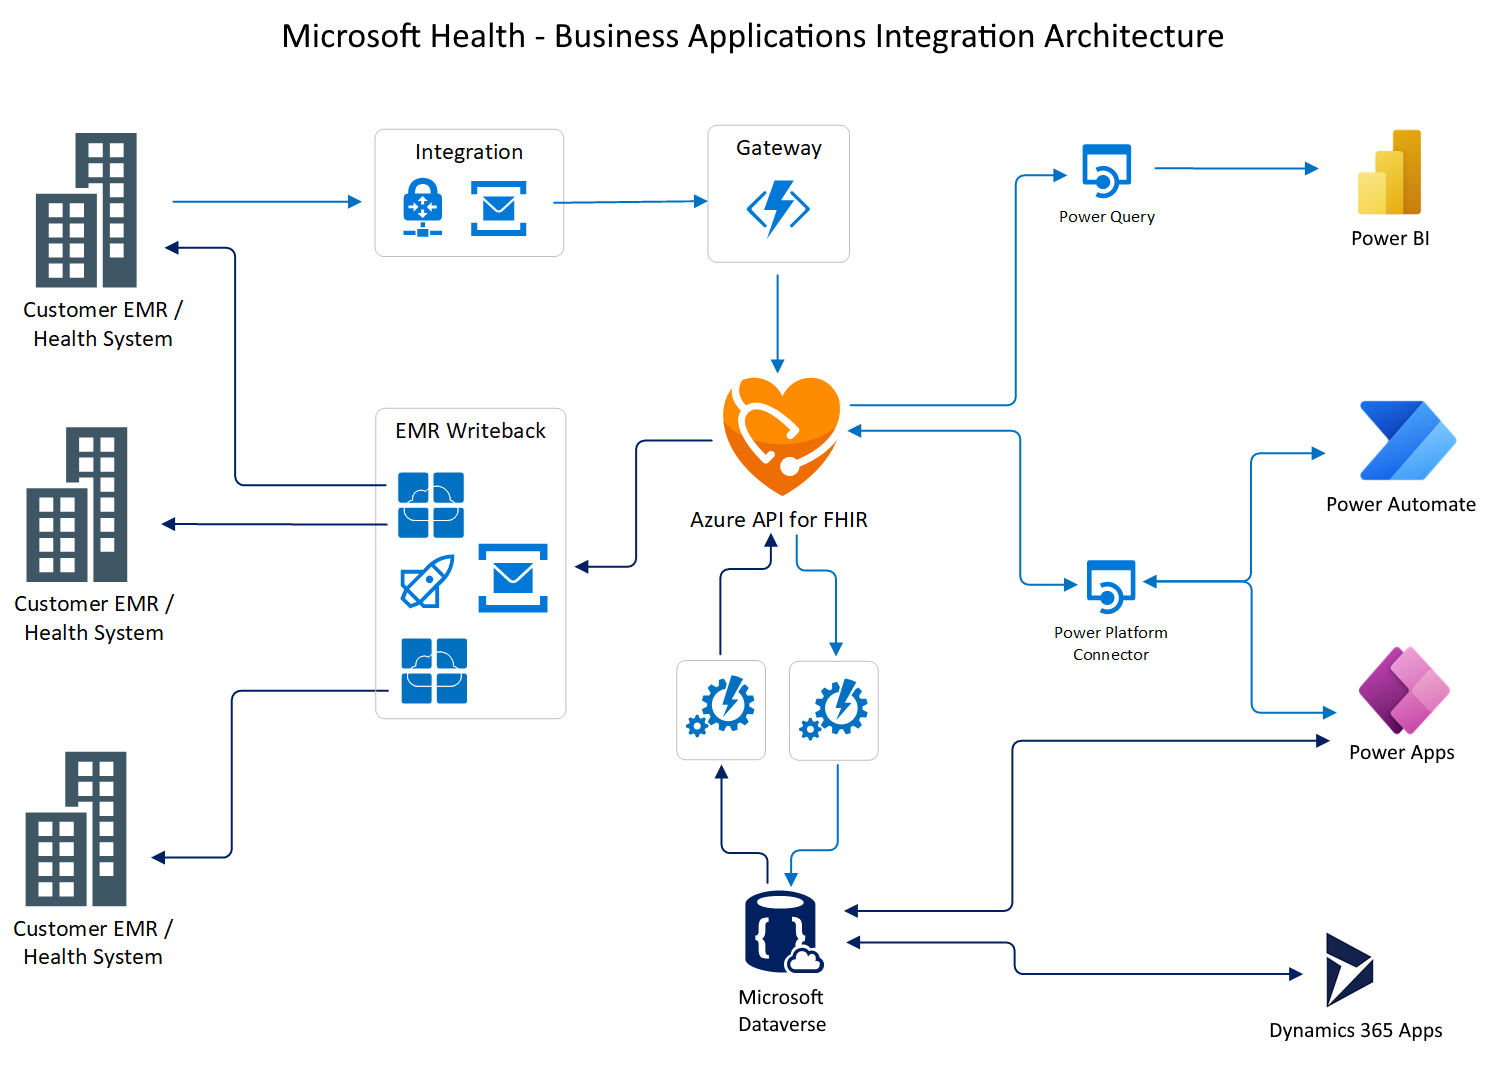 Microsoft Health - Business Applications Integration Architecture
Integration
Gateway
Power Query
Power BI
Customer EMR /
Health System
EMR Writeback
Azure API for FHIR
Power Automate
Customer EMR /
Health System
Power Platform
Connector
Power Apps
Customer EMR /
Health System
Microsoft
Dataverse
Dynamics 365 Apps